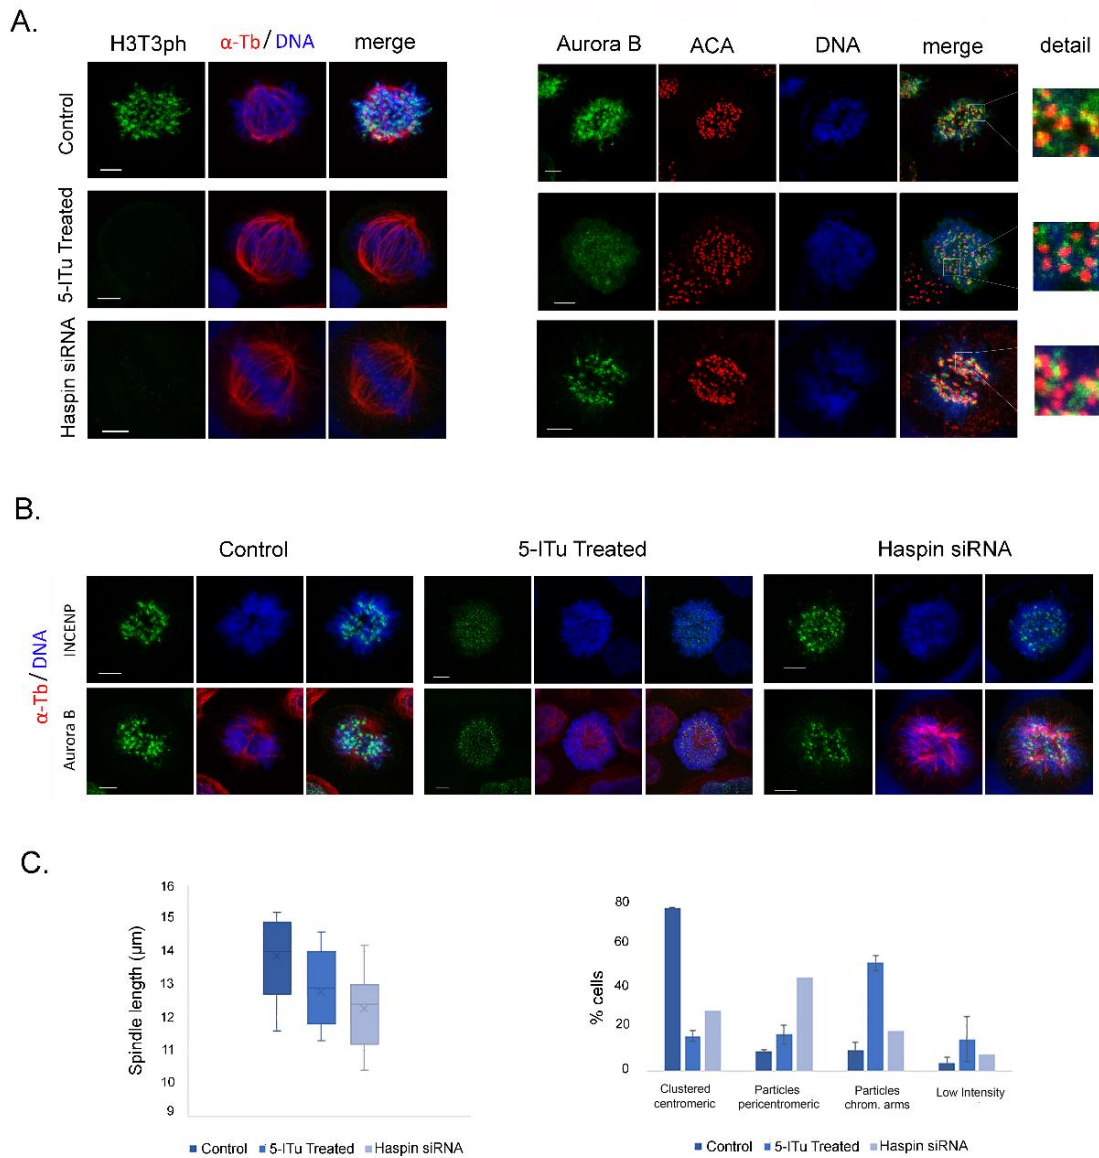 A.
H3T3ph α-Tb/DNA merge
Aurora B ACA DNA merge detail
Control
5-ITu Treated
Haspin siRNA
B.
Control 5-ITu Treated Haspin siRNA
α-Tb/DNA
INCENP
Aurora B
C.
Spindle length (µm)
16
15
14
13
12
11
10
9
Control 5-ITu Treated Haspin siRNA
% cells
80
60
40
20
0
Clustered centromeric
Particles pericentromeric
Particles chrom. arms
Low Intensity
Control 5-ITu Treated Haspin siRNA